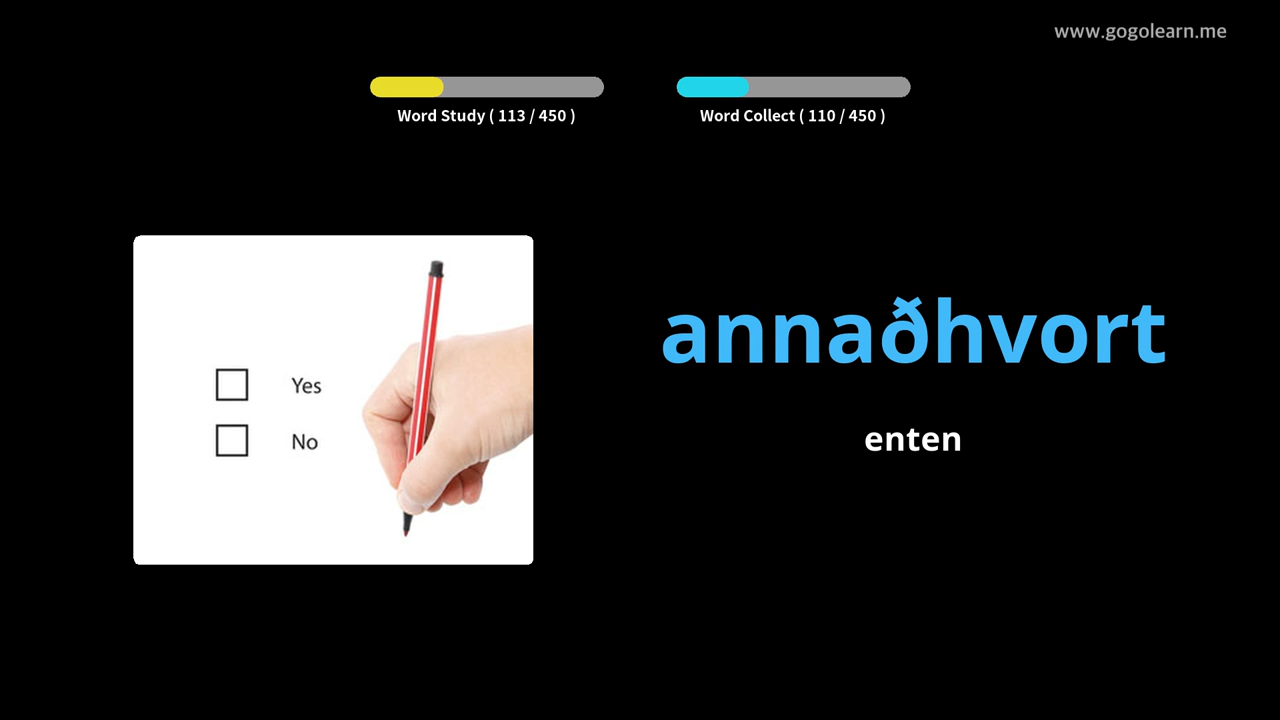 www.gogolearn.me
Word Study ( 113 / 450 )
Word Collect ( 110 / 450 )
Yes
No
annaðhvort
enten